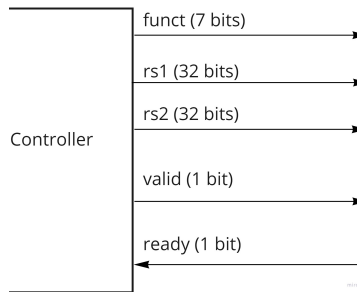 funct (7 bits)
rs1 (32 bits)
rs2 (32 bits)
Controller
valid (1 bit)
ready (1 bit)